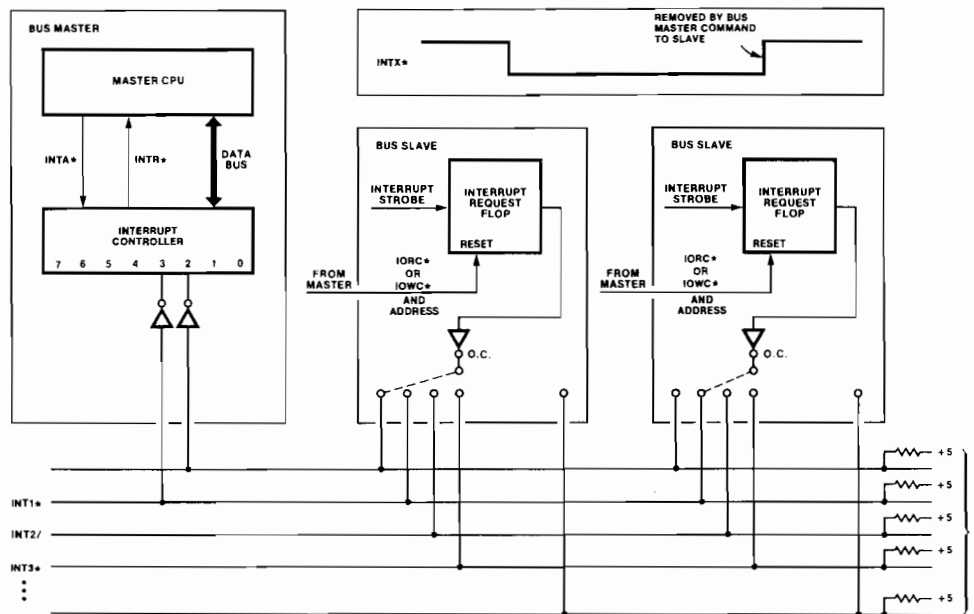 BUS MASTER
MASTER CPU
INTA*
INTR*
DATA
BUS
INTERRUPT
CONTROLLER
7 6 5 4 3 2 1 0
REMOVED BY BUS
MASTER COMMAND
TO SLAVE
INTX*
BUS SLAVE
INTERRUPT
STROBE
INTERRUPT
REQUEST
FLOP
RESET
FROM
MASTER
IORC*
OR
IOWC*
AND
ADDRESS
O.C.
BUS SLAVE
INTERRUPT
STROBE
INTERRUPT
REQUEST
FLOP
RESET
FROM
MASTER
IORC*
OR
IOWC*
AND
ADDRESS
O.C.
+5
INT1*
+5
INT2/
+5
INT3*
+5
+5